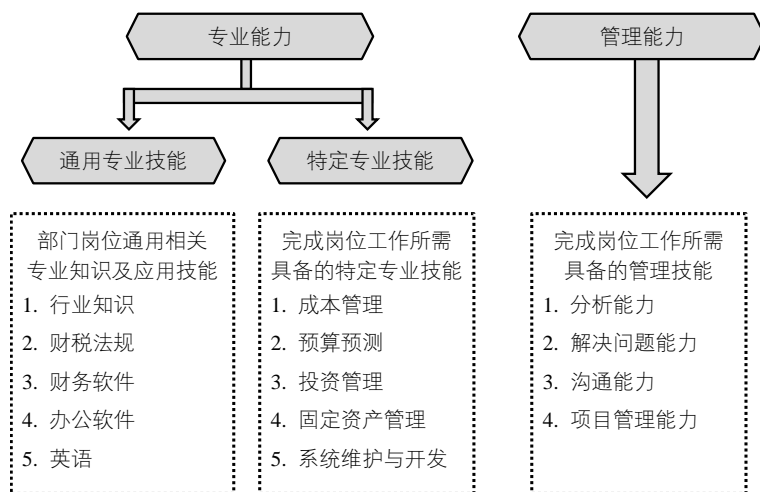 专业能力
管理能力
通用专业技能
特定专业技能
部门岗位通用相关
专业知识及应用技能
1. 行业知识
2. 财税法规
3. 财务软件
4. 办公软件
5. 英语
完成岗位工作所需
具备的特定专业技能
1. 成本管理
2. 预算预测
3. 投资管理
4. 固定资产管理
5. 系统维护与开发
完成岗位工作所需
具备的管理技能
1. 分析能力
2. 解决问题能力
3. 沟通能力
4. 项目管理能力